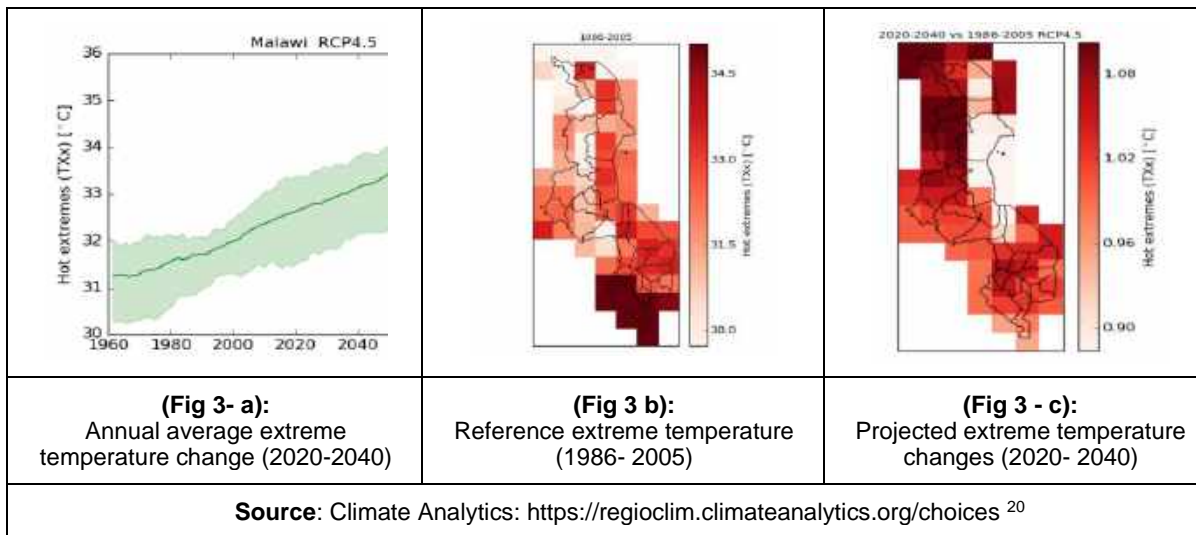 Malawi RCP4.5
36
35
34
33
32
31
30
Hot extremes (TXx) [°C]
1960 1980 2000 2020 2040
1986-2005
34.5
33.0
31.5
30.0
Hot extremes (TXx) [°C]
2020-2040 vs 1986-2005 RCP4.5
1.08
1.02
0.96
0.90
Hot extremes (TXx) [°C]
(Fig 3- a):
Annual average extreme
temperature change (2020-2040)
(Fig 3 b):
Reference extreme temperature
(1986- 2005)
(Fig 3 - c):
Projected extreme temperature
changes (2020- 2040)
Source: Climate Analytics: https://regioclim.climateanalytics.org/choices 20